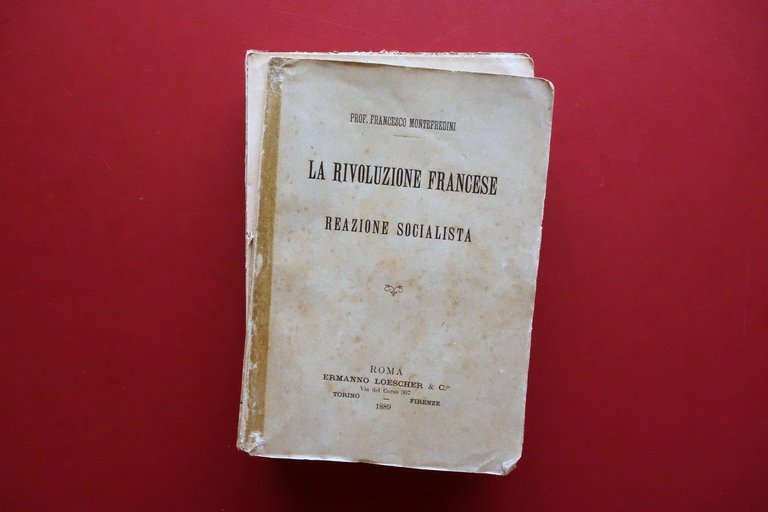 PROF. FRANCESCO MONTEFREDINI
LA RIVOLUZIONE FRANCESE
REAZIONE SOCIALISTA
ROMA
ERMANNO LOESCHER & C.º
Via del Corso 307
TORINO — FIRENZE
1889